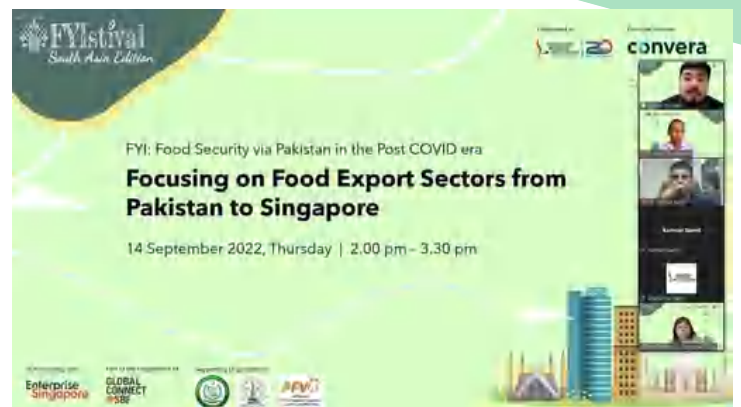 FYIstival
South Asia Edition
convera
FYI: Food Security via Pakistan in the Post COVID era
Focusing on Food Export Sectors from
Pakistan to Singapore
14 September 2022, Thursday | 2.00 pm – 3.30 pm
Enterprise
Singapore
GLOBAL
CONNECT
@SBF